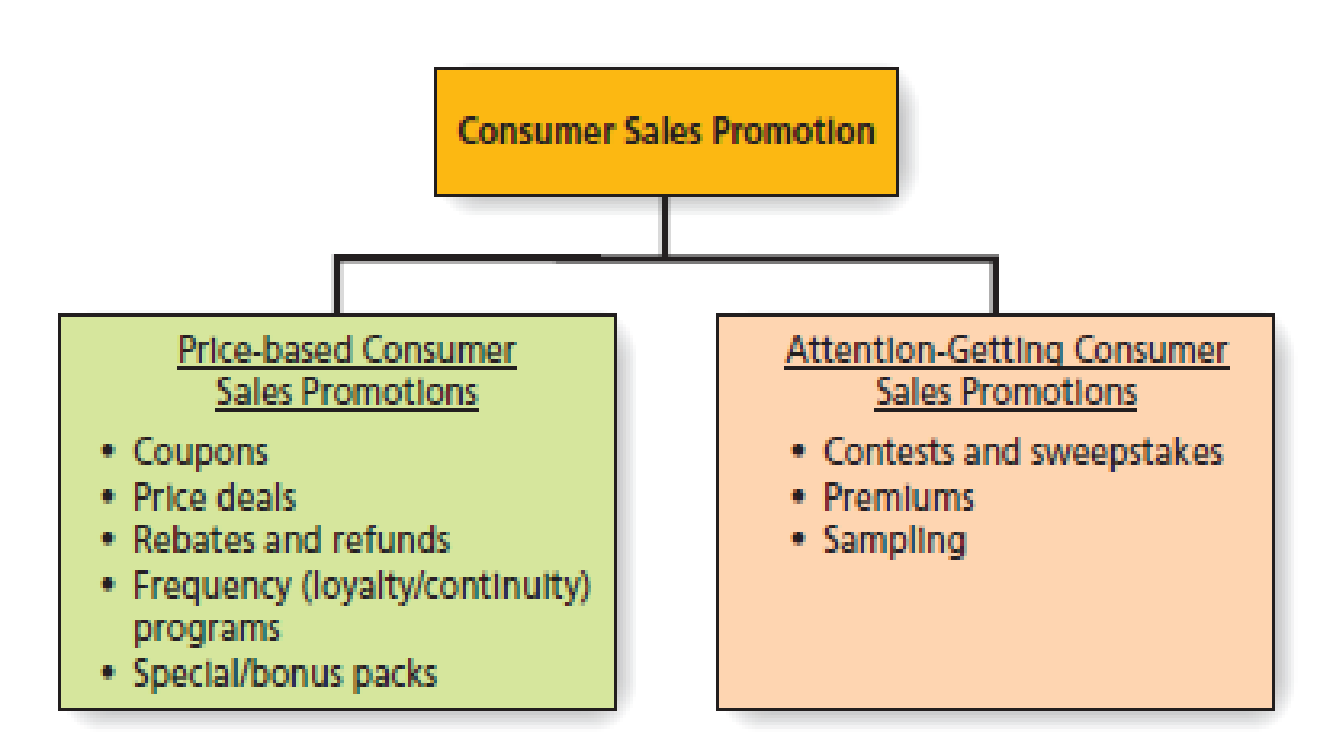 Consumer Sales Promotion
Price-based Consumer
Sales Promotions
• Coupons
• Price deals
• Rebates and refunds
• Frequency (loyalty/continuity)
programs
• Special/bonus packs
Attention-Getting Consumer
Sales Promotions
• Contests and sweepstakes
• Premiums
• Sampling